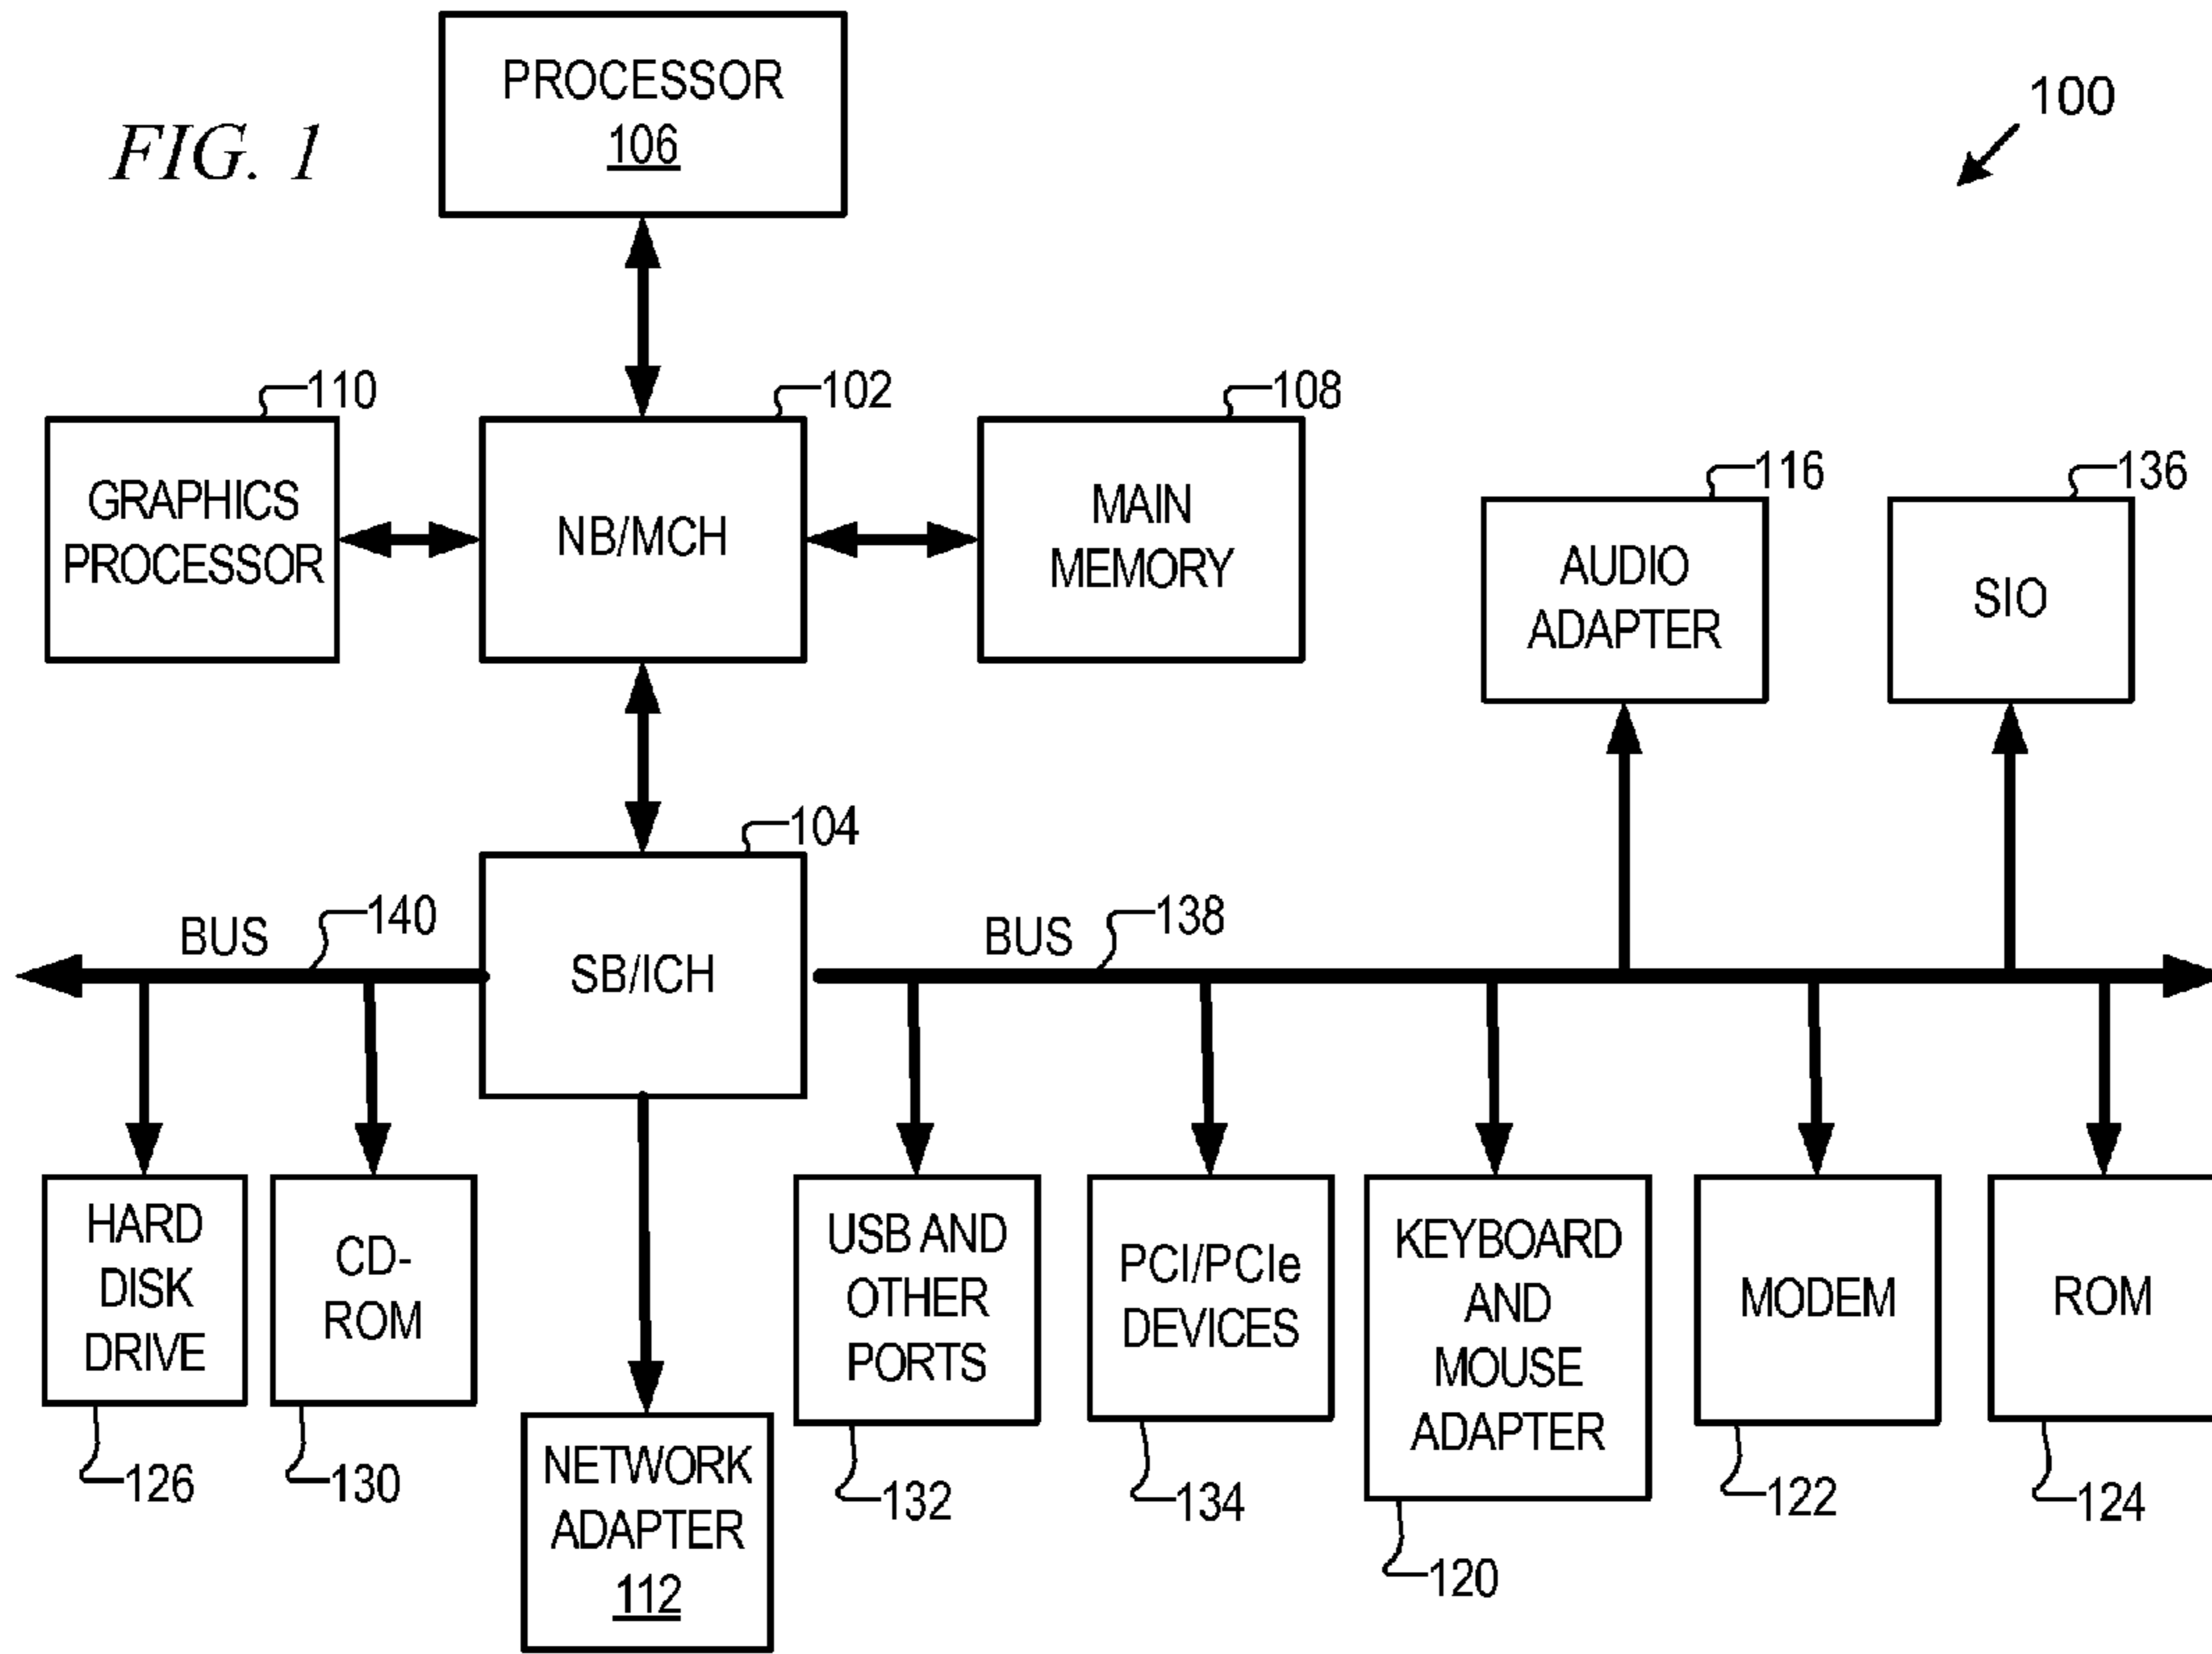 PROCESSOR
106
FIG. 1
100
110
102
108
GRAPHICS
PROCESSOR
NB/MCH
MAIN
MEMORY
116
136
AUDIO
ADAPTER
SIO
104
BUS
140
SB/ICH
BUS
138
HARD
DISK
DRIVE
CD-
ROM
USB AND
OTHER
PORTS
PCI/PCIe
DEVICES
KEYBOARD
AND
MOUSE
ADAPTER
MODEM
ROM
126
130
NETWORK
ADAPTER
112
132
134
120
122
124